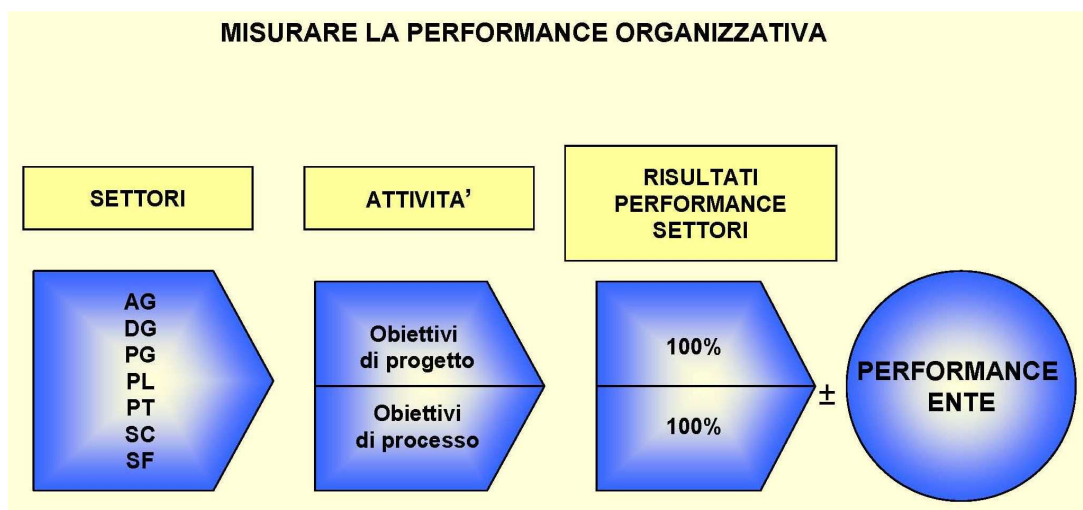 MISURARE LA PERFORMANCE ORGANIZZATIVA
SETTORI
ATTIVITA’
RISULTATI
PERFORMANCE
SETTORI
AG
DG
PG
PL
PT
SC
SF
Obiettivi
di progetto
Obiettivi
di processo
100%
100%
±
PERFORMANCE
ENTE